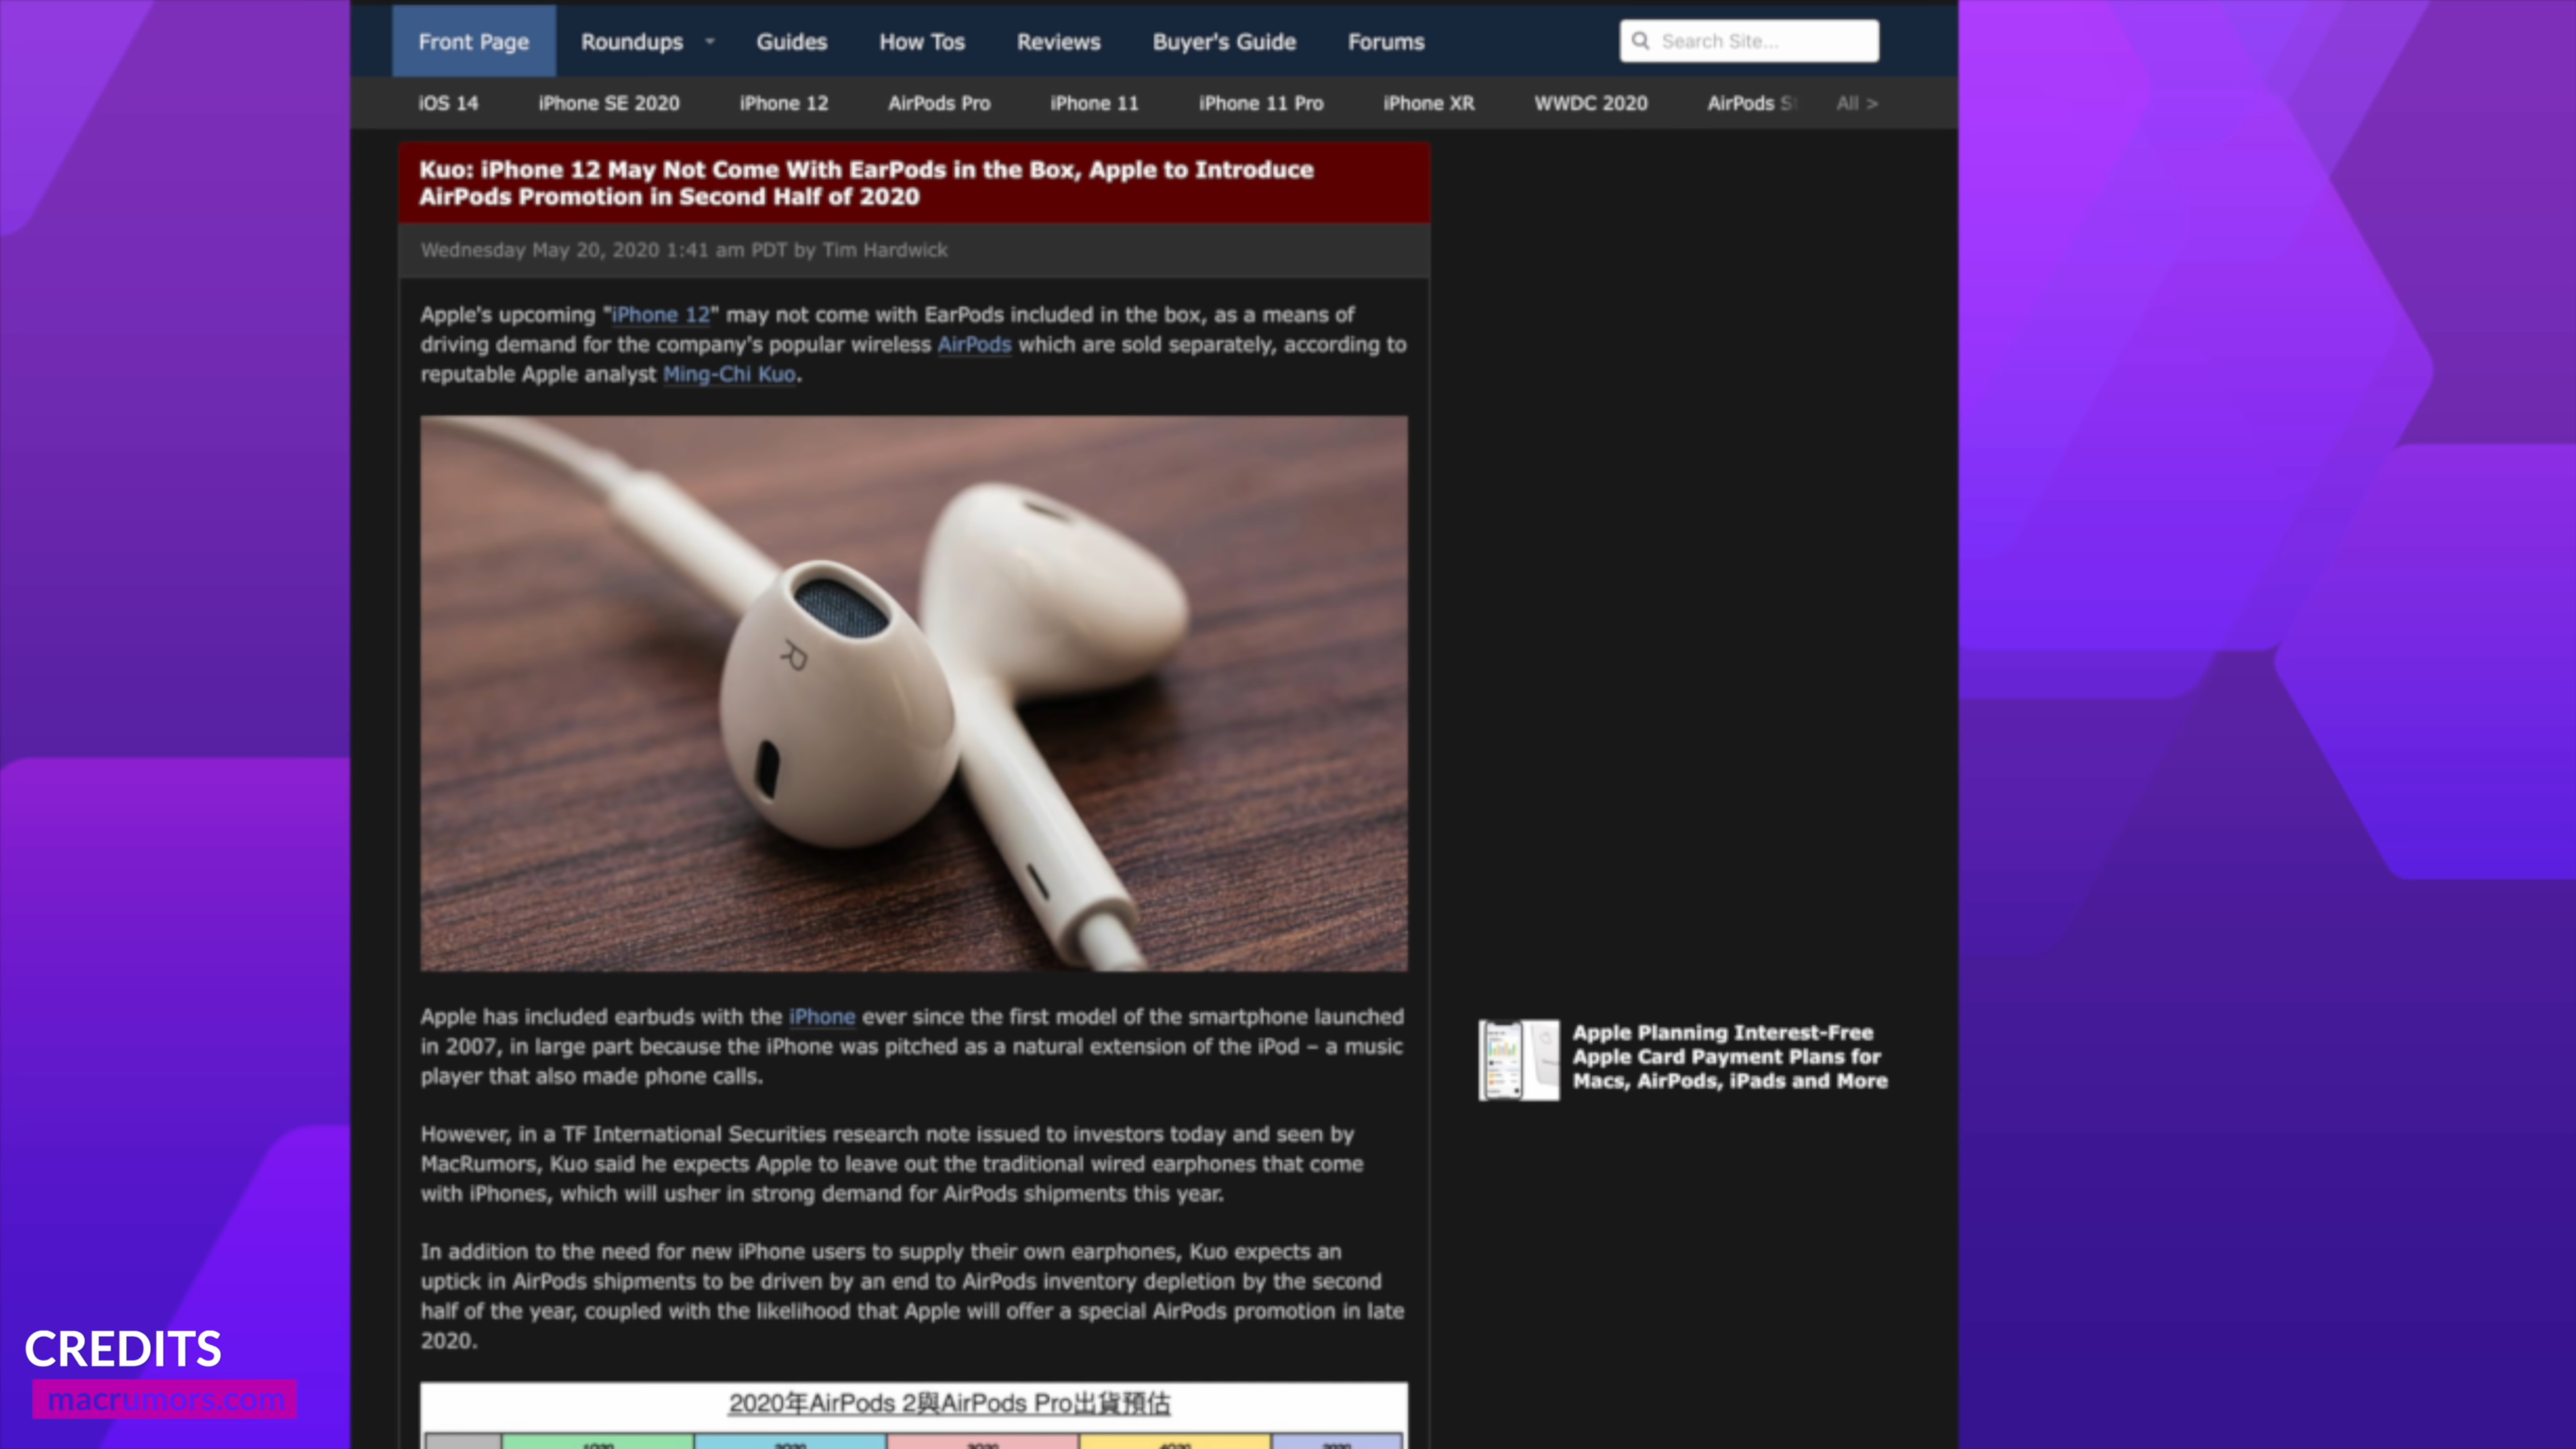 Front Page Roundups Guides How Tos Reviews Buyer's Guide Forums Search Site...
iOS 14 iPhone SE 2020 iPhone 12 AirPods Pro iPhone 11 iPhone 11 Pro iPhone XR WWDC 2020 AirPods All >
Kuo: iPhone 12 May Not Come With EarPods in the Box, Apple to Introduce
AirPods Promotion in Second Half of 2020
Wednesday May 20, 2020 1:41 am PDT by Tim Hardwick
Apple's upcoming "iPhone 12" may not come with EarPods included in the box, as a means of
driving demand for the company's popular wireless AirPods which are sold separately, according to
reputable Apple analyst Ming-Chi Kuo.
R
Apple has included earbuds with the iPhone ever since the first model of the smartphone launched
in 2007, in large part because the iPhone was pitched as a natural extension of the iPod – a music
player that also made phone calls.
Apple Planning Interest-Free
Apple Card Payment Plans for
Macs, AirPods, iPads and More
However, in a TF International Securities research note issued to investors today and seen by
MacRumors, Kuo said he expects Apple to leave out the traditional wired earphones that come
with iPhones, which will usher in strong demand for AirPods shipments this year.
In addition to the need for new iPhone users to supply their own earphones, Kuo expects an
uptick in AirPods shipments to be driven by an end to AirPods inventory depletion by the second
half of the year, coupled with the likelihood that Apple will offer a special AirPods promotion in late
2020.
2020年AirPods 2與AirPods Pro出貨預估
CREDITS
macrumors.com